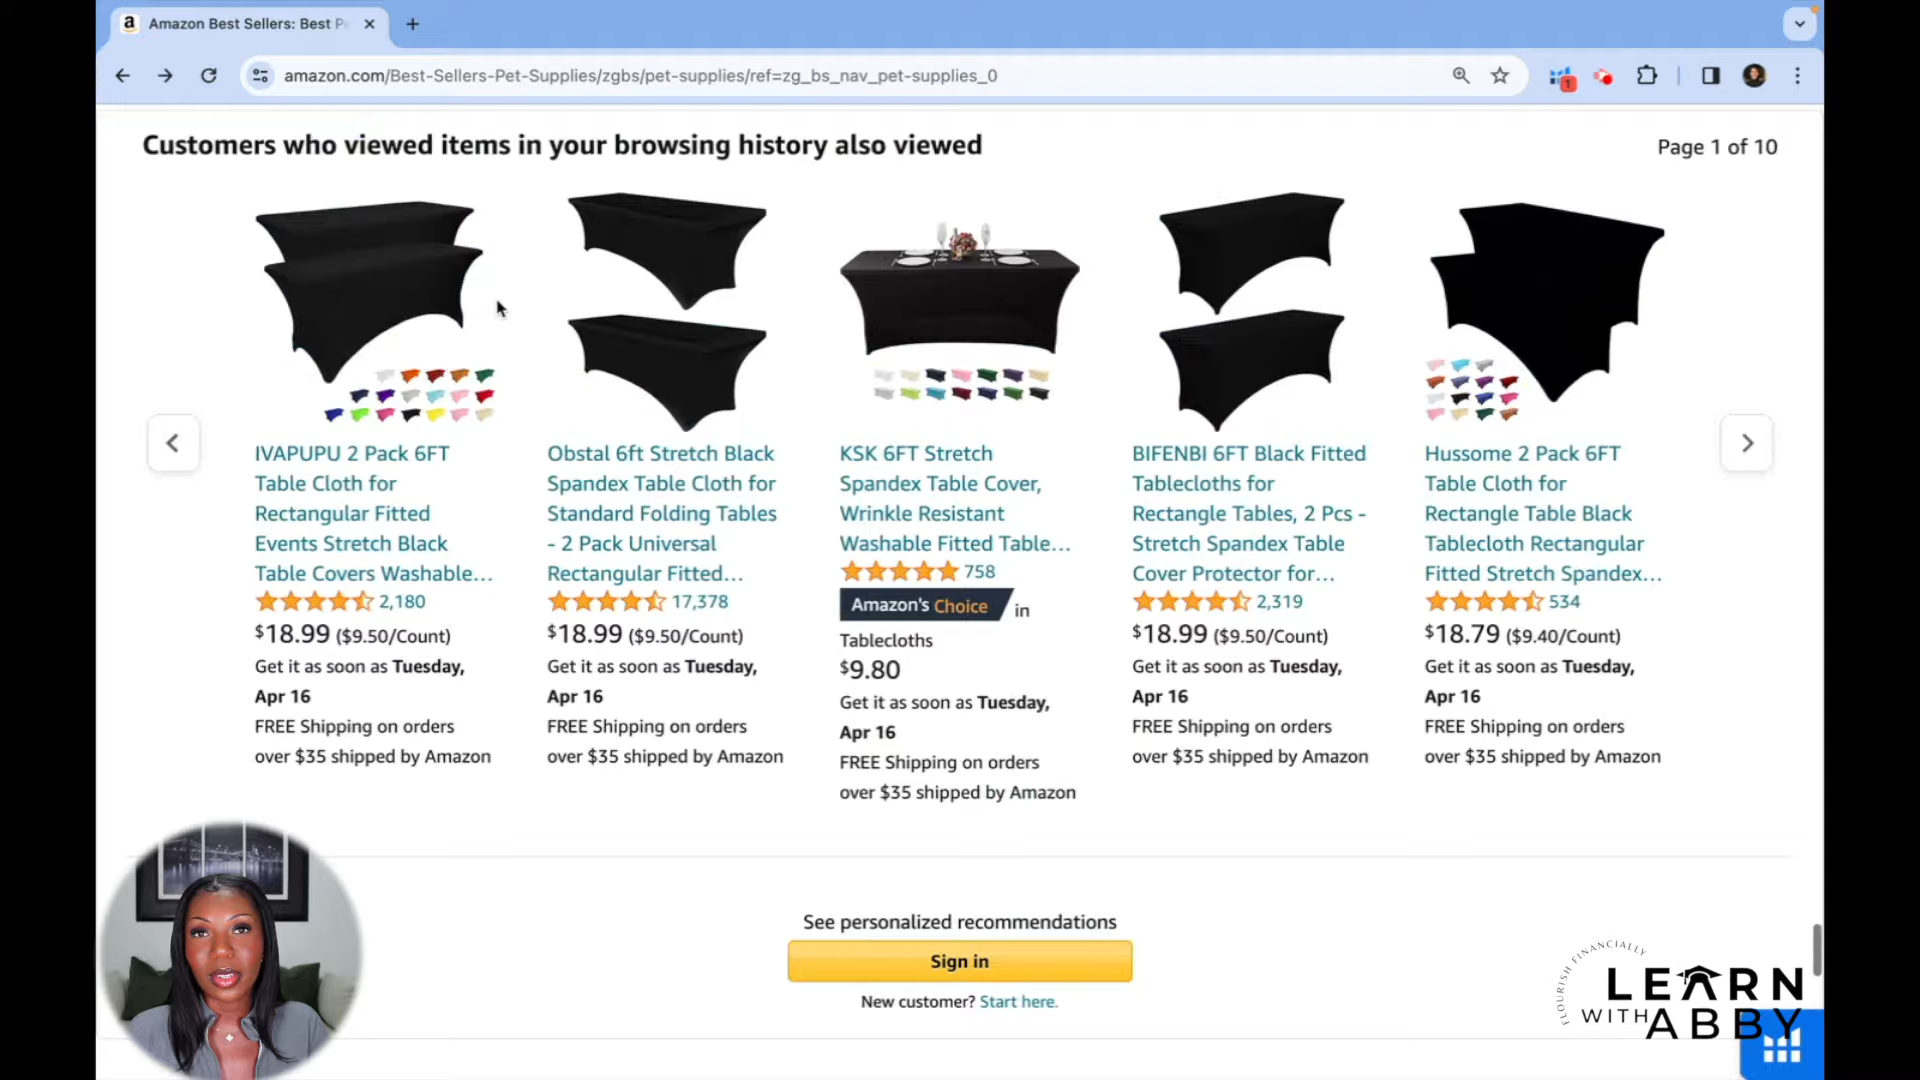 Amazon Best Sellers: Best P
amazon.com/Best-Sellers-Pet-Supplies/zgbs/pet-supplies/ref=zg_bs_nav_pet-supplies_0
1
Customers who viewed items in your browsing history also viewed
Page 1 of 10
IVAPUPU 2 Pack 6FT
Table Cloth for
Rectangular Fitted
Events Stretch Black
Table Covers Washable...
2,180
$18.99 ($9.50/Count)
Get it as soon as Tuesday,
Apr 16
FREE Shipping on orders
over $35 shipped by Amazon
Obstal 6ft Stretch Black
Spandex Table Cloth for
Standard Folding Tables
- 2 Pack Universal
Rectangular Fitted...
17,378
$18.99 ($9.50/Count)
Get it as soon as Tuesday,
Apr 16
FREE Shipping on orders
over $35 shipped by Amazon
KSK 6FT Stretch
Spandex Table Cover,
Wrinkle Resistant
Washable Fitted Table...
758
Amazon's Choice in
Tablecloths
$9.80
Get it as soon as Tuesday,
Apr 16
FREE Shipping on orders
over $35 shipped by Amazon
BIFENBI 6FT Black Fitted
Tablecloths for
Rectangle Tables, 2 Pcs -
Stretch Spandex Table
Cover Protector for...
2,319
$18.99 ($9.50/Count)
Get it as soon as Tuesday,
Apr 16
FREE Shipping on orders
over $35 shipped by Amazon
Hussome 2 Pack 6FT
Table Cloth for
Rectangle Table Black
Tablecloth Rectangular
Fitted Stretch Spandex...
534
$18.79 ($9.40/Count)
Get it as soon as Tuesday,
Apr 16
FREE Shipping on orders
over $35 shipped by Amazon
See personalized recommendations
Sign in
New customer? Start here.
FLOURISH FINANCIALLY
LEARN
WITH ABBY